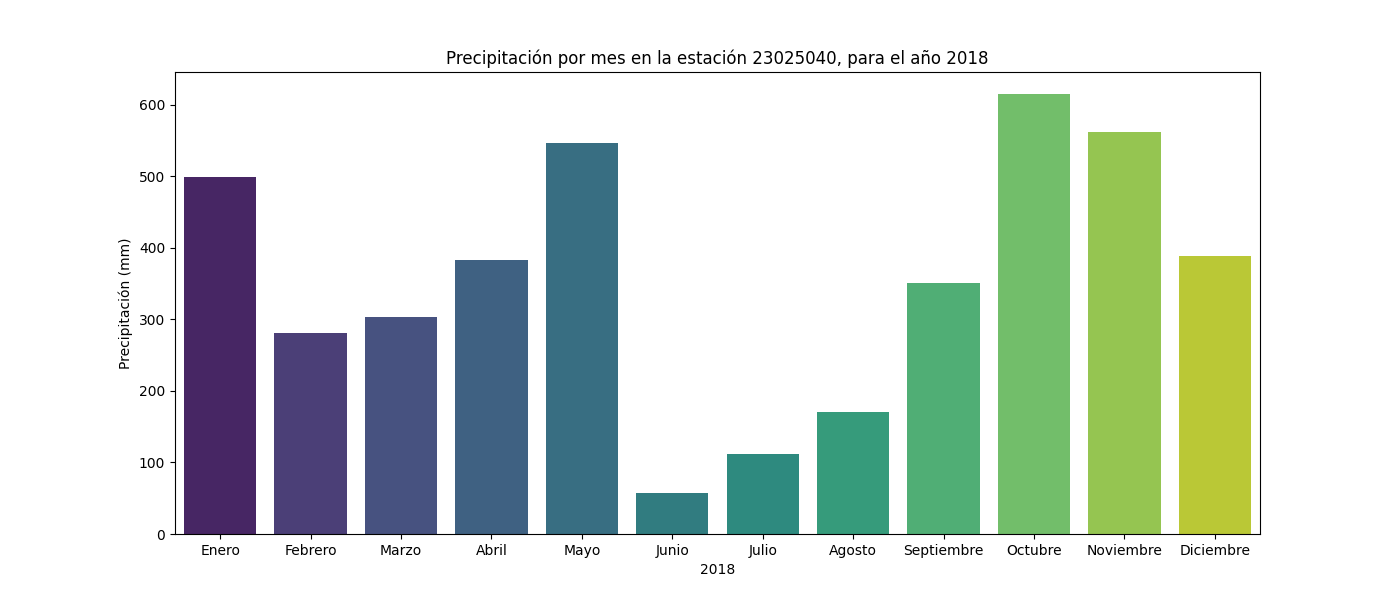 Precipitación por mes en la estación 23025040, para el año 2018
600
500
400
300
200
100
0
Precipitación (mm)
Enero Febrero Marzo Abril Mayo Junio Julio Agosto Septiembre Octubre Noviembre Diciembre
2018